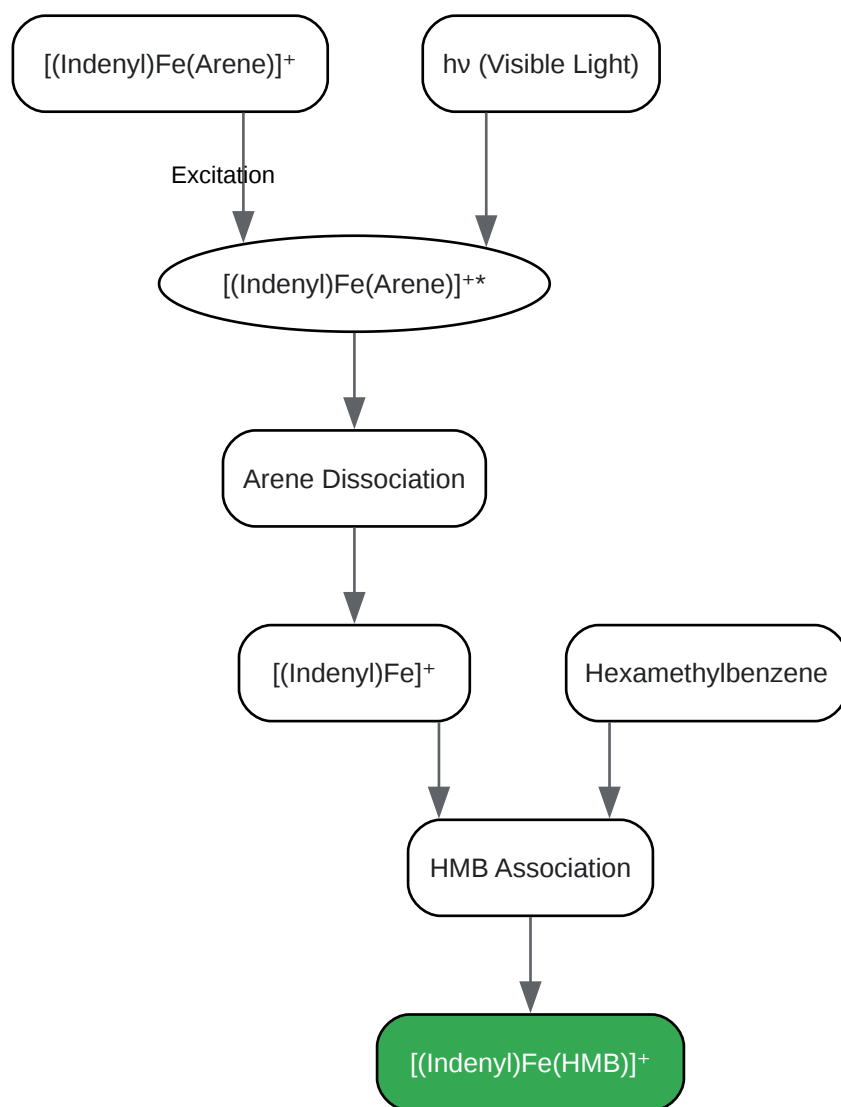 [(Indenyl)Fe(Arene)]⁺
hν (Visible Light)
Excitation
[(Indenyl)Fe(Arene)]⁺*
Arene Dissociation
[(Indenyl)Fe]⁺
Hexamethylbenzene
HMB Association
[(Indenyl)Fe(HMB)]⁺